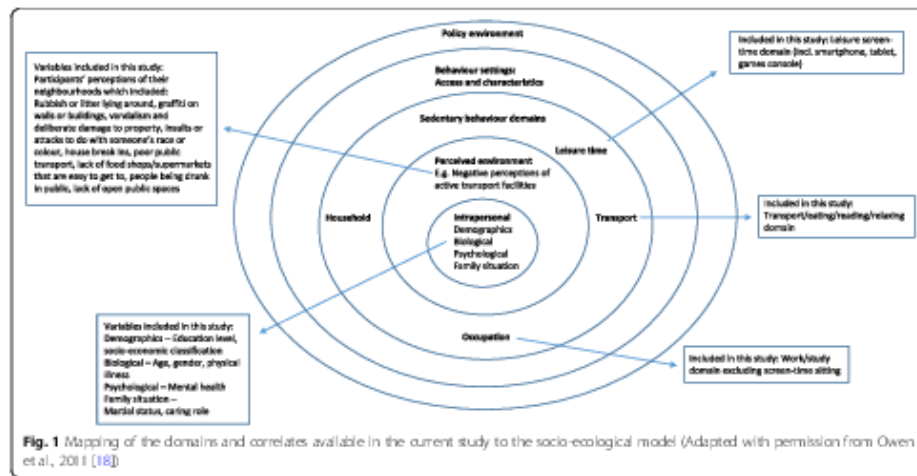 Policy environment
Included in this study: Leisure screen-
time domain (incl. smartphone, tablet,
games console)
Variables included in this study:
Participants' perceptions of their
neighbourhoods which included:
Rubbish or litter lying around, graffiti on
walls or buildings, vandalism and
deliberate damage to property, insults or
attacks to do with someone's race or
colour, house break ins, poor public
transport, lack of food shops/supermarkets
that are easy to get to, people being drunk
in public, lack of open public spaces
Behaviour settings:
Access and characteristics
Sedentary behaviour domains
Leisure time
Perceived environment
E.g. Negative perceptions of
active transport facilities
Household
Intrapersonal
Demographics
Biological
Psychological
Family situation
Transport
Included in this study:
Transport/eating/reading/relaxing
domain
Variables included in this study:
Demographics – Education level,
socio-economic classification
Biological – Age, gender, physical
illness
Psychological – Mental health
Family situation –
Martial status, caring role
Occupation
Included in this study: Work/study
domain excluding screen-time sitting
Fig. 1 Mapping of the domains and correlates available in the current study to the socio-ecological model (Adapted with permission from Owen
et al., 2011 [18])